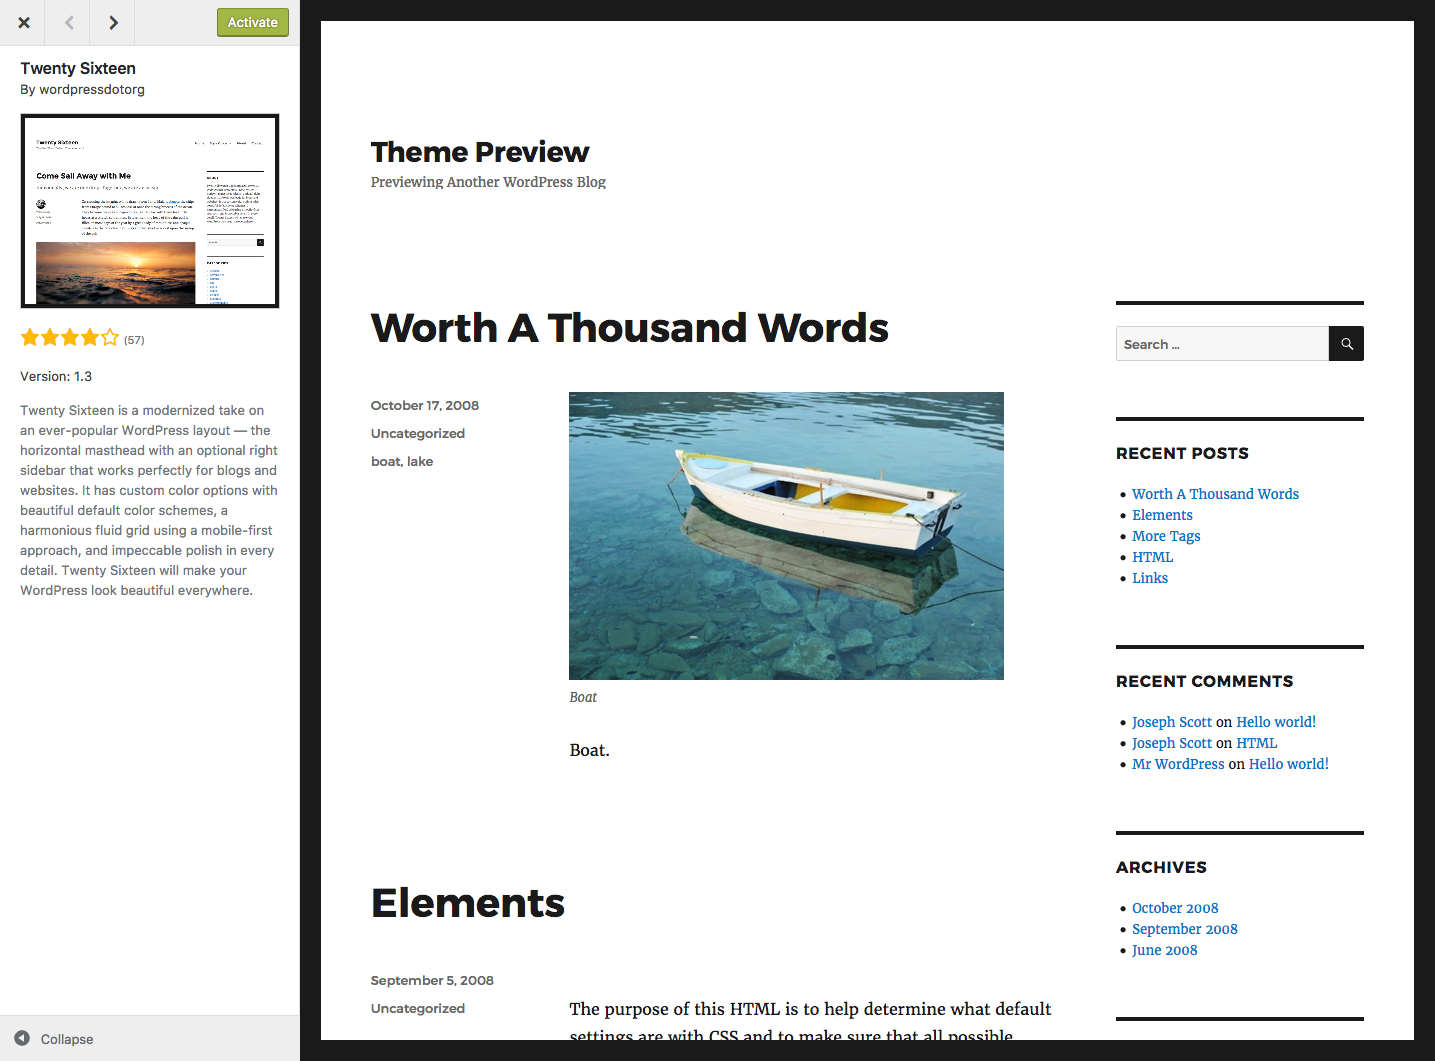 Activate
Twenty Sixteen
By wordpressdotorg
Twenty Sixteen
Come Sail Away with Me
(57)
Version: 1.3
Twenty Sixteen is a modernized take on
an ever-popular WordPress layout — the
horizontal masthead with an optional right
sidebar that works perfectly for blogs and
websites. It has custom color options with
beautiful default color schemes, a
harmonious fluid grid using a mobile-first
approach, and impeccable polish in every
detail. Twenty Sixteen will make your
WordPress look beautiful everywhere.
Collapse
Theme Preview
Previewing Another WordPress Blog
Worth A Thousand Words
October 17, 2008
Uncategorized
boat, lake
Boat
Boat.
Elements
September 5, 2008
Uncategorized
The purpose of this HTML is to help determine what default
settings are with CSS and to make sure that all possible
Search …
RECENT POSTS
Worth A Thousand Words
Elements
More Tags
HTML
Links
RECENT COMMENTS
Joseph Scott on Hello world!
Joseph Scott on HTML
Mr WordPress on Hello world!
ARCHIVES
October 2008
September 2008
June 2008